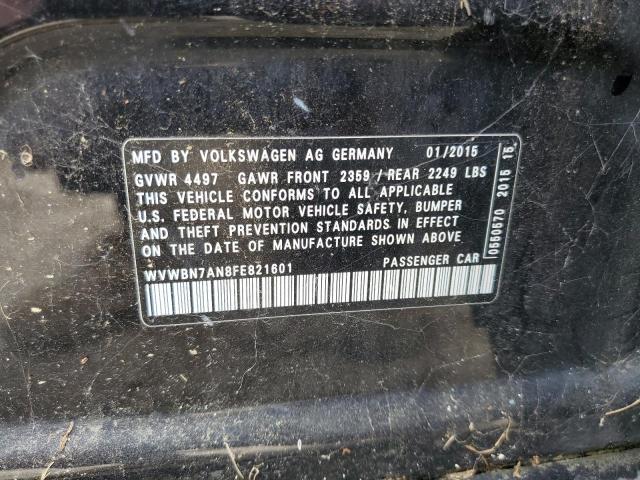 MFD BY VOLKSWAGEN AG GERMANY 01/2015
GVWR 4497 GAWR FRONT 2359 / REAR 2249 LBS
THIS VEHICLE CONFORMS TO ALL APPLICABLE
U.S. FEDERAL MOTOR VEHICLE SAFETY, BUMPER
AND THEFT PREVENTION STANDARDS IN EFFECT
ON THE DATE OF MANUFACTURE SHOWN ABOVE
WVWBN7AN8FE821601 PASSENGER CAR
0550570 2015 15